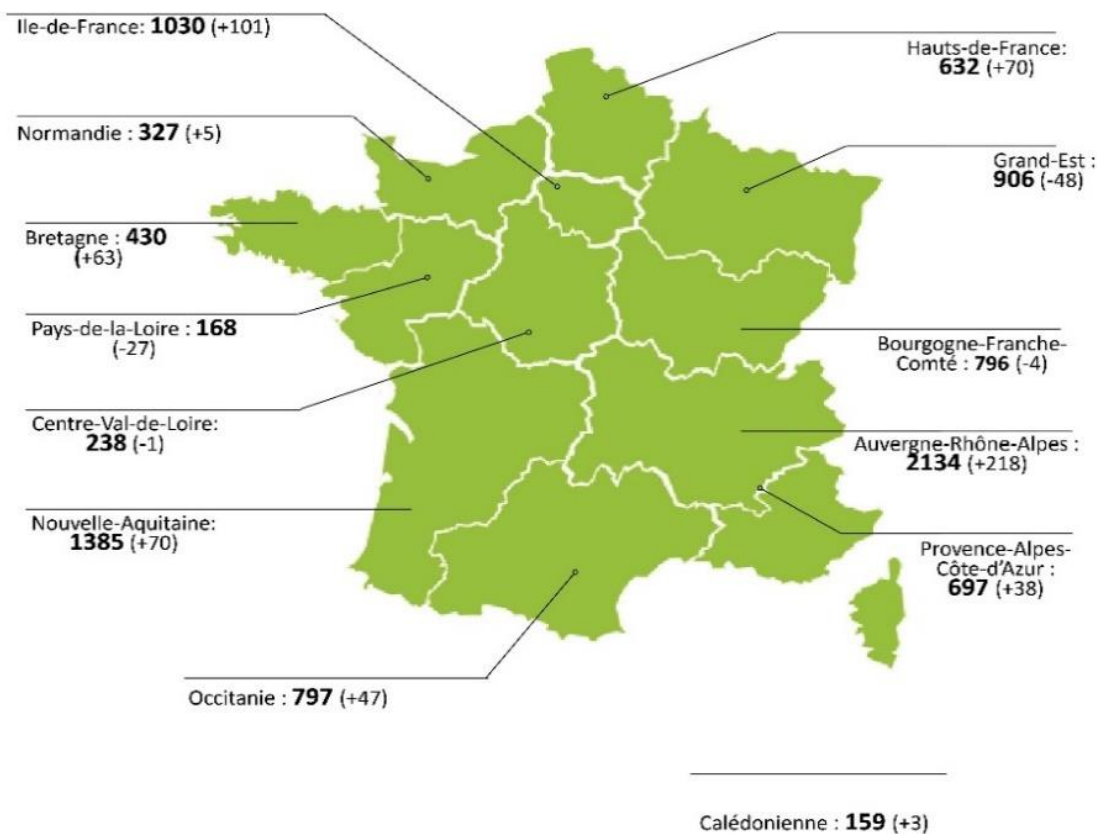 Ile-de-France: 1030 (+101)
Hauts-de-France:
632 (+70)
Normandie : 327 (+5)
Grand-Est :
906 (-48)
Bretagne : 430
(+63)
Pays-de-la-Loire : 168
(-27)
Bourgogne-Franche-
Comté : 796 (-4)
Centre-Val-de-Loire:
238 (-1)
Auvergne-Rhône-Alpes :
2134 (+218)
Nouvelle-Aquitaine:
1385 (+70)
Provence-Alpes-
Côte-d'Azur :
697 (+38)
Occitanie : 797 (+47)
Calédonienne : 159 (+3)